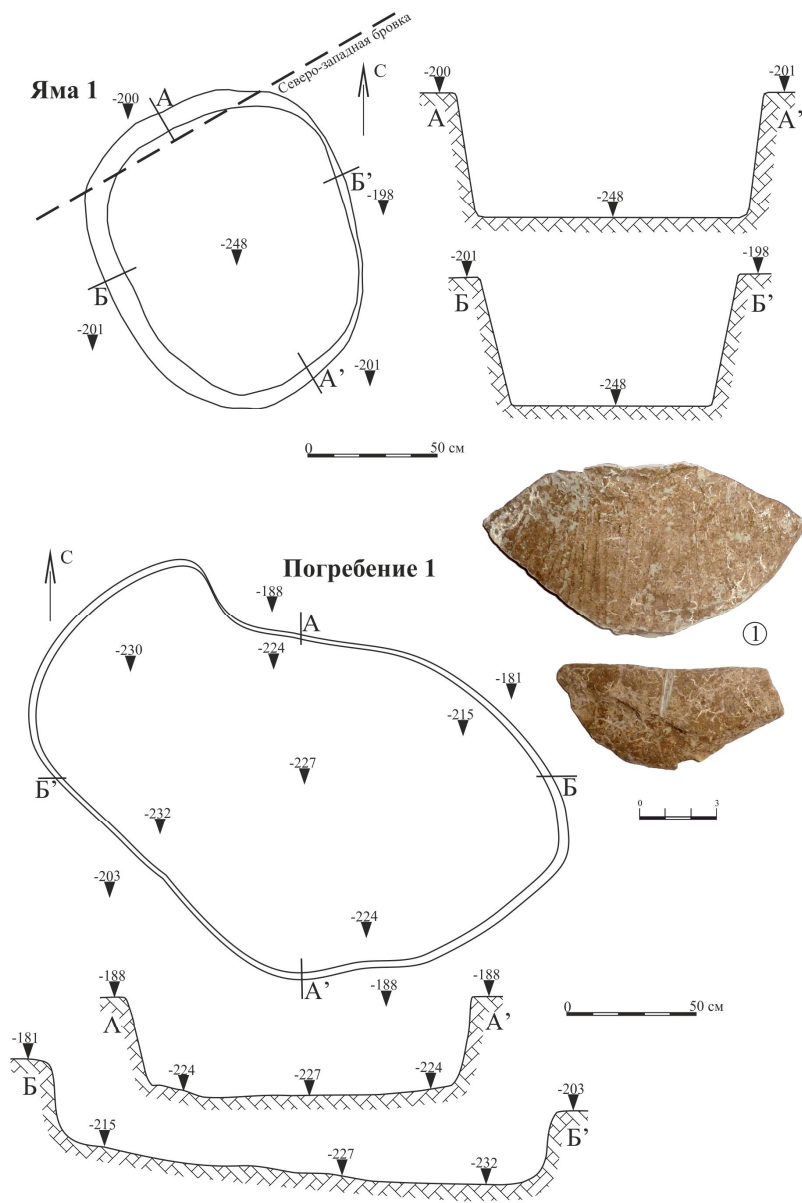 Северо-западная бровка
С
Яма 1
-200
А
Б’
-198
-248
Б
-201
А’
-201
-200
-201
А
А’
-248
-201
-198
Б
Б’
-248
0 50 см
С
Погребение 1
-188
А
-224
-230
-181
-215
-227
Б’
Б
-232
-203
-224
А’
-188
1
0 3
-188
-188
А
А’
-224
-227
-224
0 50 см
-181
Б
-203
Б’
-215
-227
-232